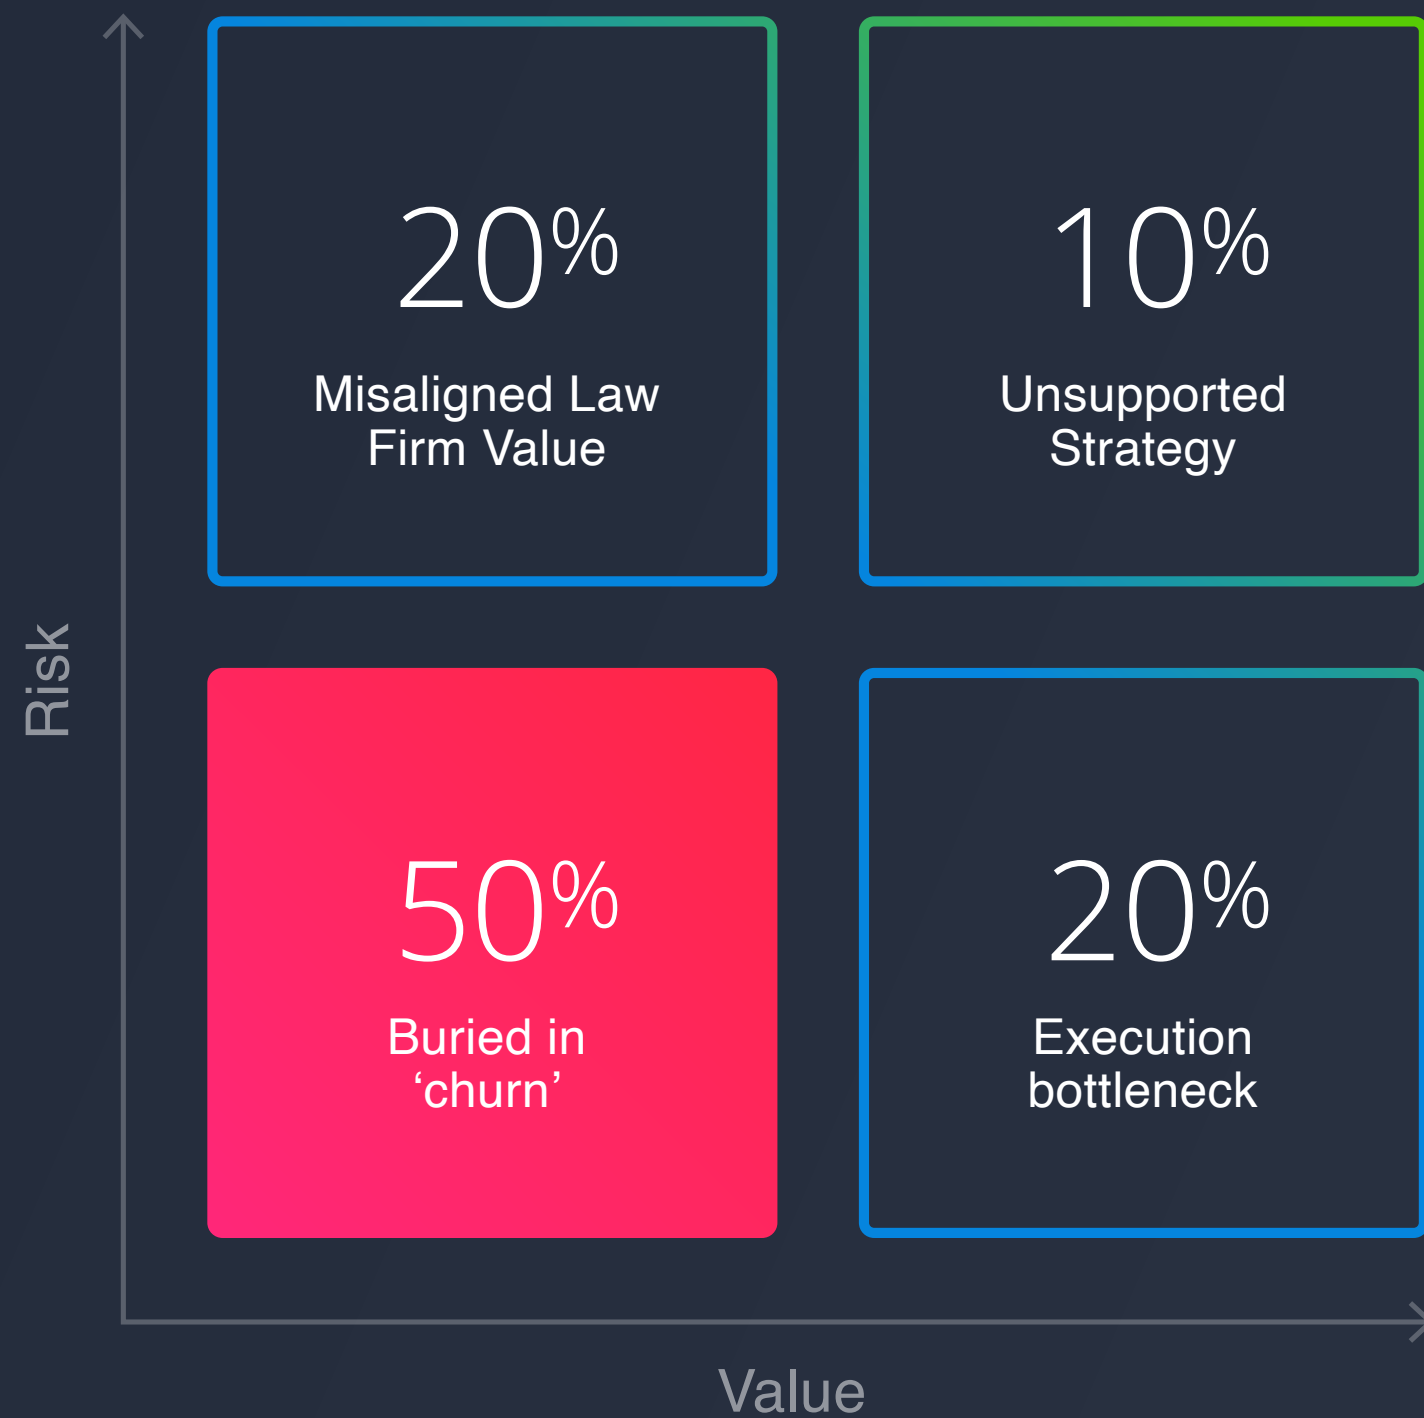 20%
Misaligned Law
Firm Value
10%
Unsupported
Strategy
Risk
50%
Buried in
‘churn’
20%
Execution
bottleneck
Value